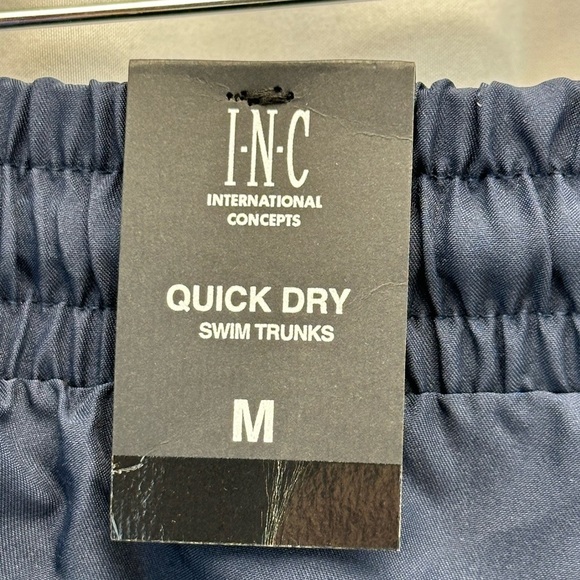 I·N·C
INTERNATIONAL
CONCEPTS
QUICK DRY
SWIM TRUNKS
M